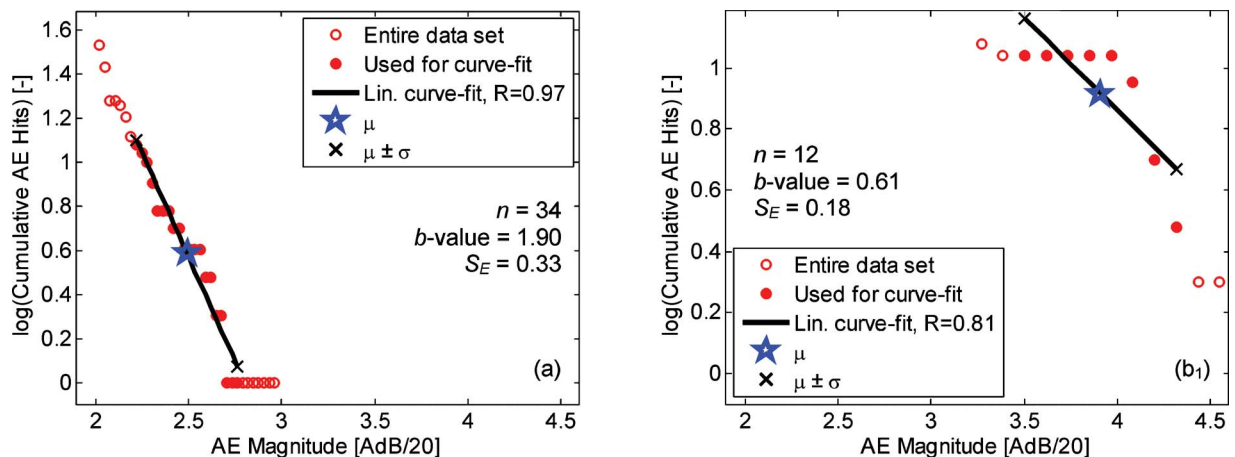 log(Cumulative AE Hits) [-]
1.6
1.4
1.2
1
0.8
0.6
0.4
0.2
0
Entire data set
Used for curve-fit
Lin. curve-fit, R=0.97
μ
μ ± σ
n = 34
b-value = 1.90
S_E = 0.33
(a)
2 2.5 3 3.5 4 4.5
AE Magnitude [AdB/20]
log(Cumulative AE Hits) [-]
1
0.8
0.6
0.4
0.2
0
n = 12
b-value = 0.61
S_E = 0.18
Entire data set
Used for curve-fit
Lin. curve-fit, R=0.81
μ
μ ± σ
(b₁)
2 2.5 3 3.5 4 4.5
AE Magnitude [AdB/20]